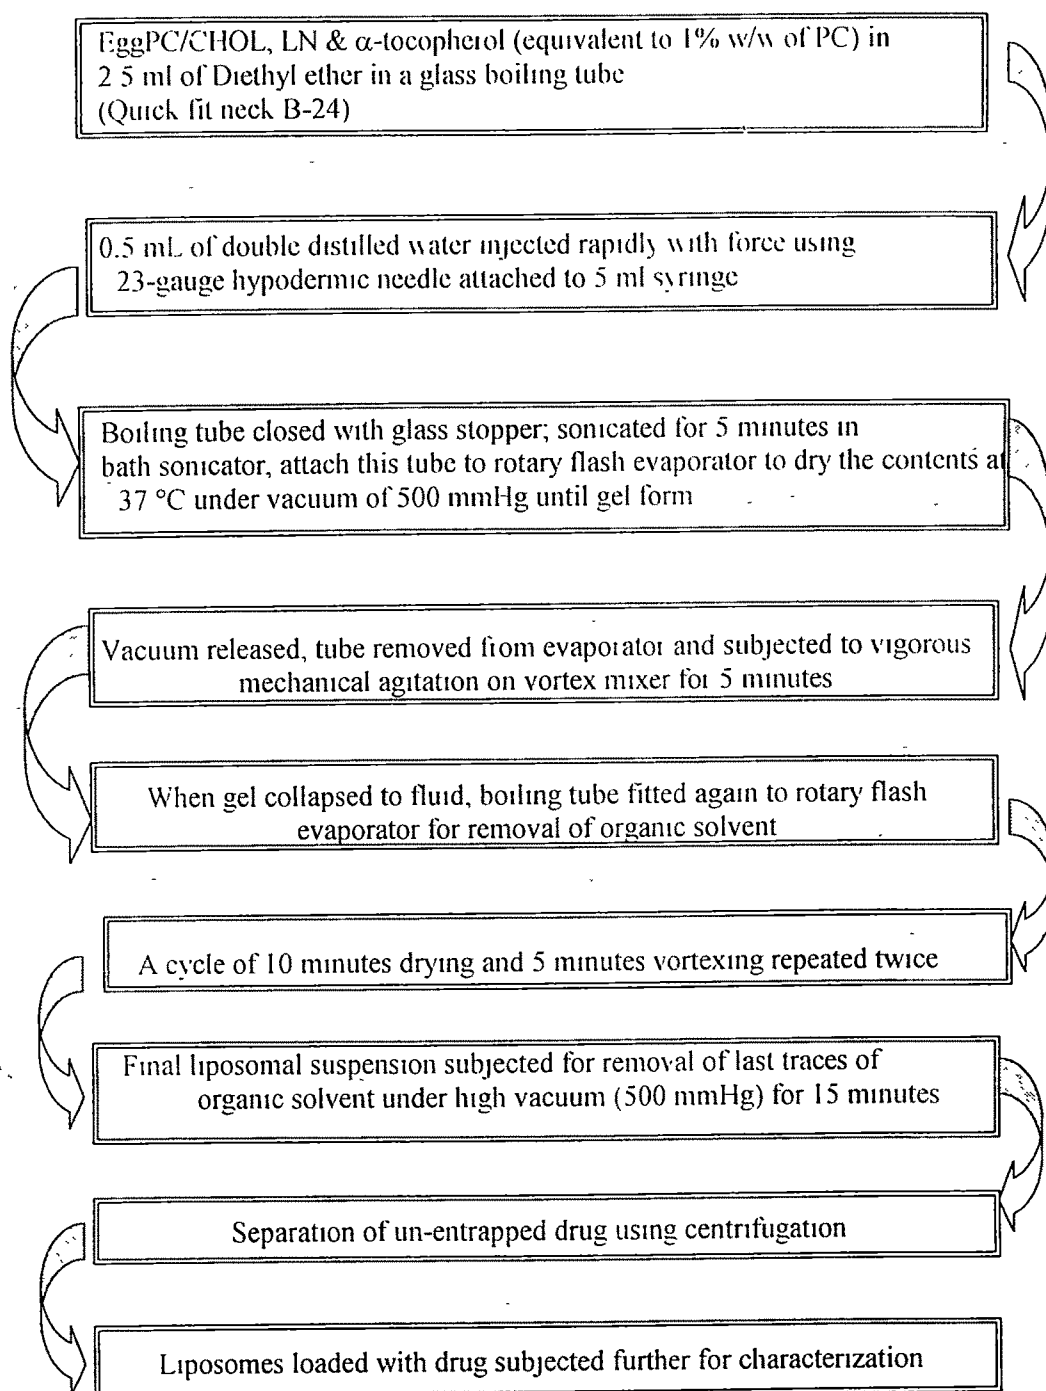 EggPC/CHOL, LN & α-tocopherol (equivalent to 1% w/w of PC) in
2 5 ml of Diethyl ether in a glass boiling tube
(Quick fit neck B-24)
0.5 mL of double distilled water injected rapidly with force using
23-gauge hypodermic needle attached to 5 ml syringe
Boiling tube closed with glass stopper; sonicated for 5 minutes in
bath sonicator, attach this tube to rotary flash evaporator to dry the contents at
37 °C under vacuum of 500 mmHg until gel form
Vacuum released, tube removed from evaporator and subjected to vigorous
mechanical agitation on vortex mixer for 5 minutes
When gel collapsed to fluid, boiling tube fitted again to rotary flash
evaporator for removal of organic solvent
A cycle of 10 minutes drying and 5 minutes vortexing repeated twice
Final liposomal suspension subjected for removal of last traces of
organic solvent under high vacuum (500 mmHg) for 15 minutes
Separation of un-entrapped drug using centrifugation
Liposomes loaded with drug subjected further for characterization